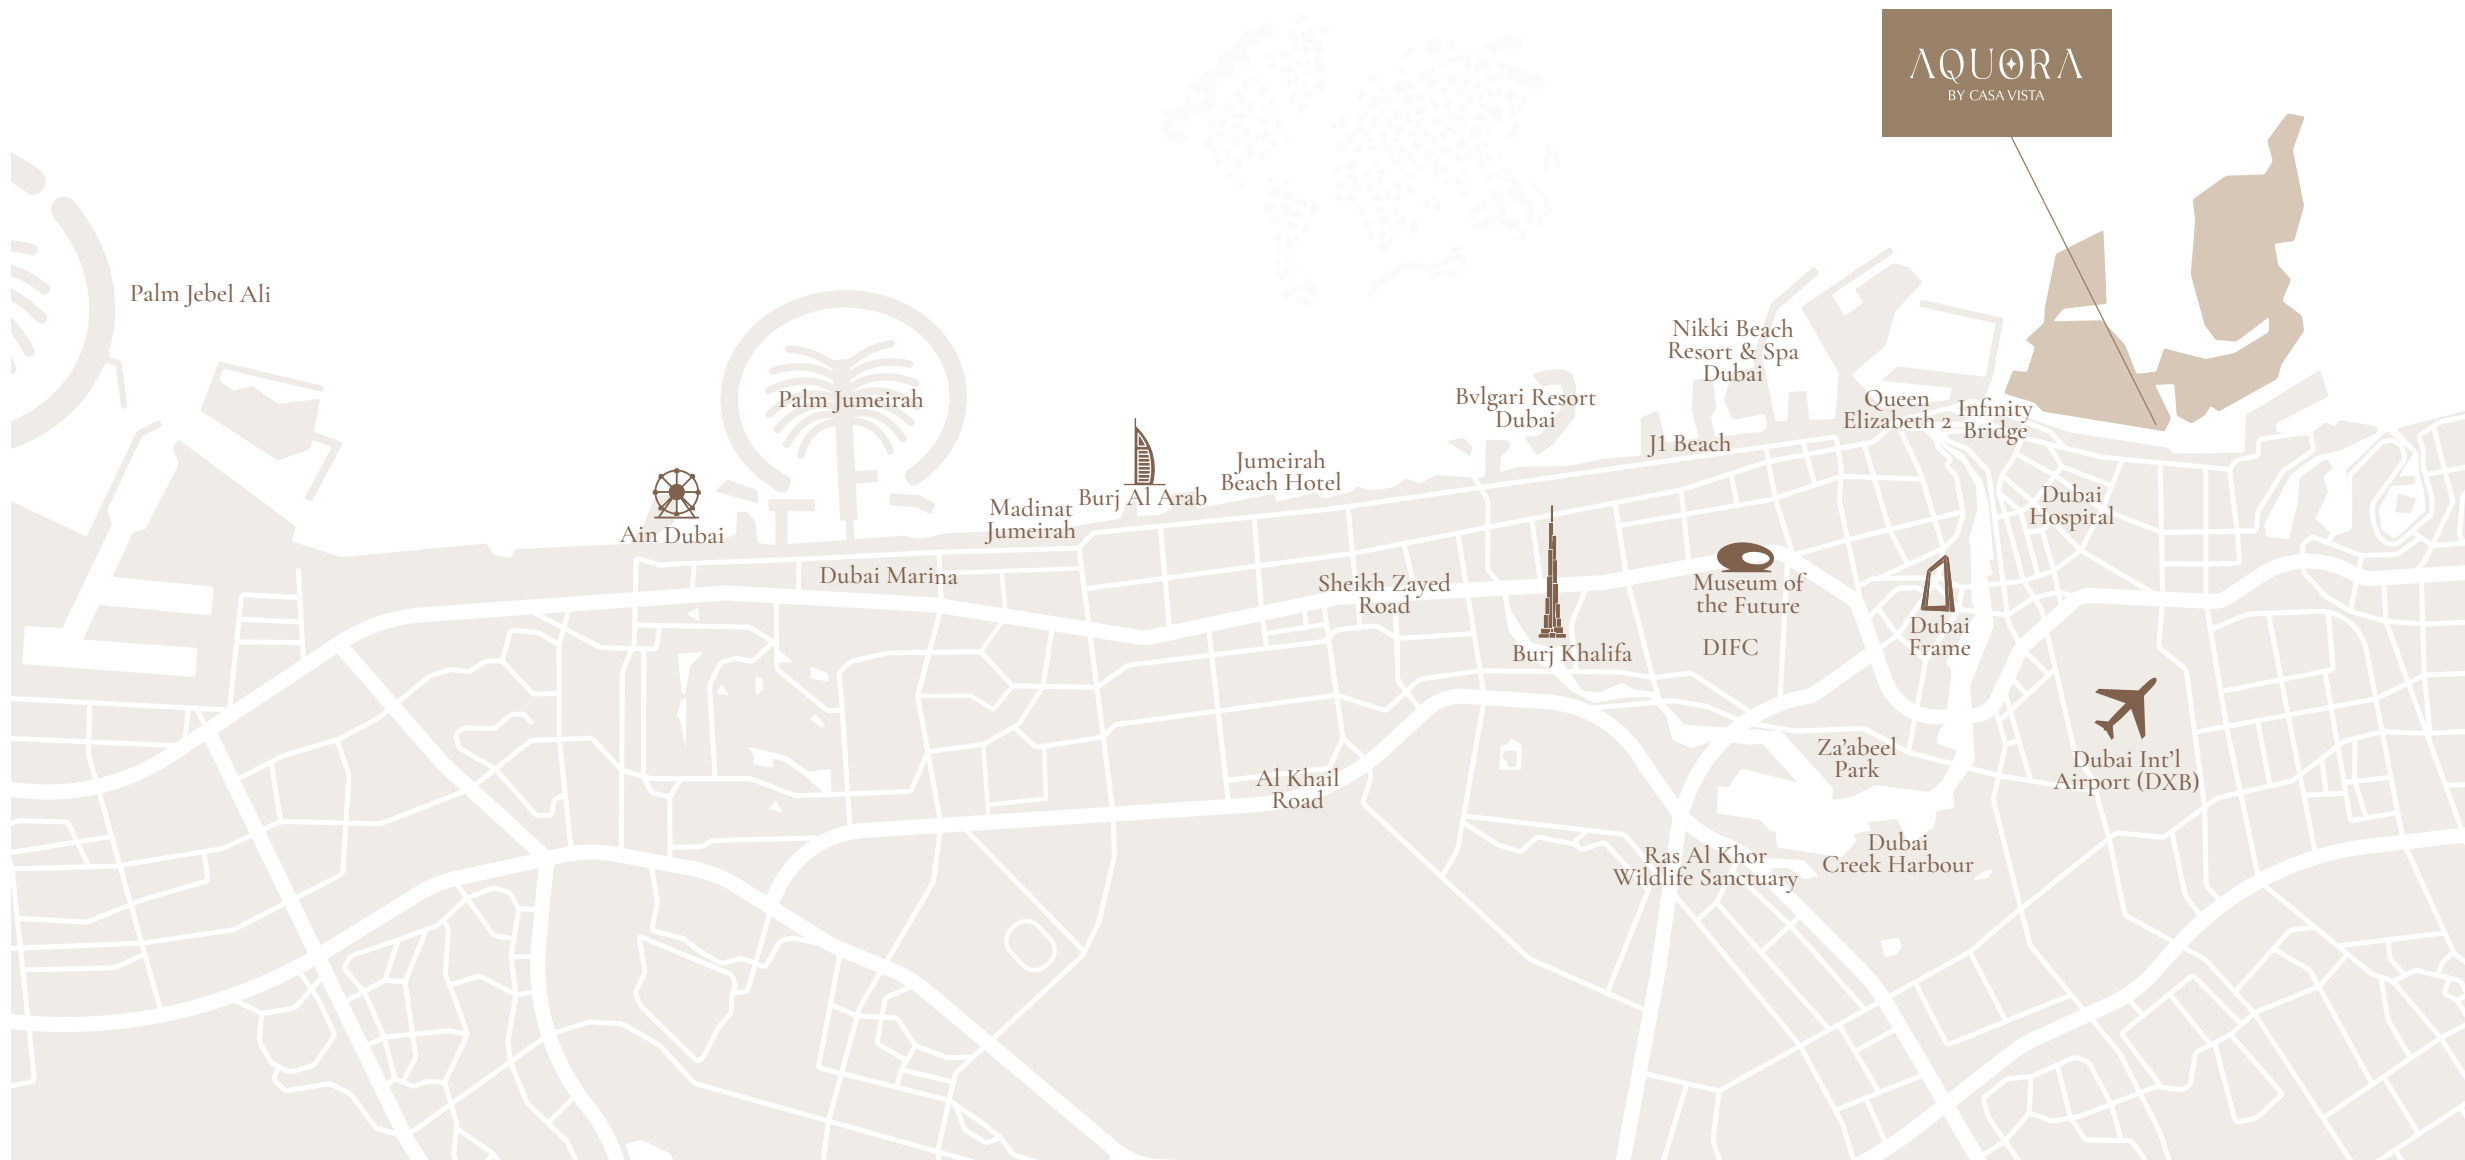 AQUORA
BY CASA VISTA
Palm Jebel Ali
Palm Jumeirah
Ain Dubai
Dubai Marina
Madinat
Jumeirah
Burj Al Arab
Jumeirah
Beach Hotel
Bvlgari Resort
Dubai
Nikki Beach
Resort & Spa
Dubai
J1 Beach
Queen
Elizabeth 2
Infinity
Bridge
Dubai
Hospital
Sheikh Zayed
Road
Burj Khalifa
Museum of
the Future
DIFC
Dubai
Frame
Dubai Int'l
Airport (DXB)
Za'abeel
Park
Al Khail
Road
Ras Al Khor
Wildlife Sanctuary
Dubai
Creek Harbour